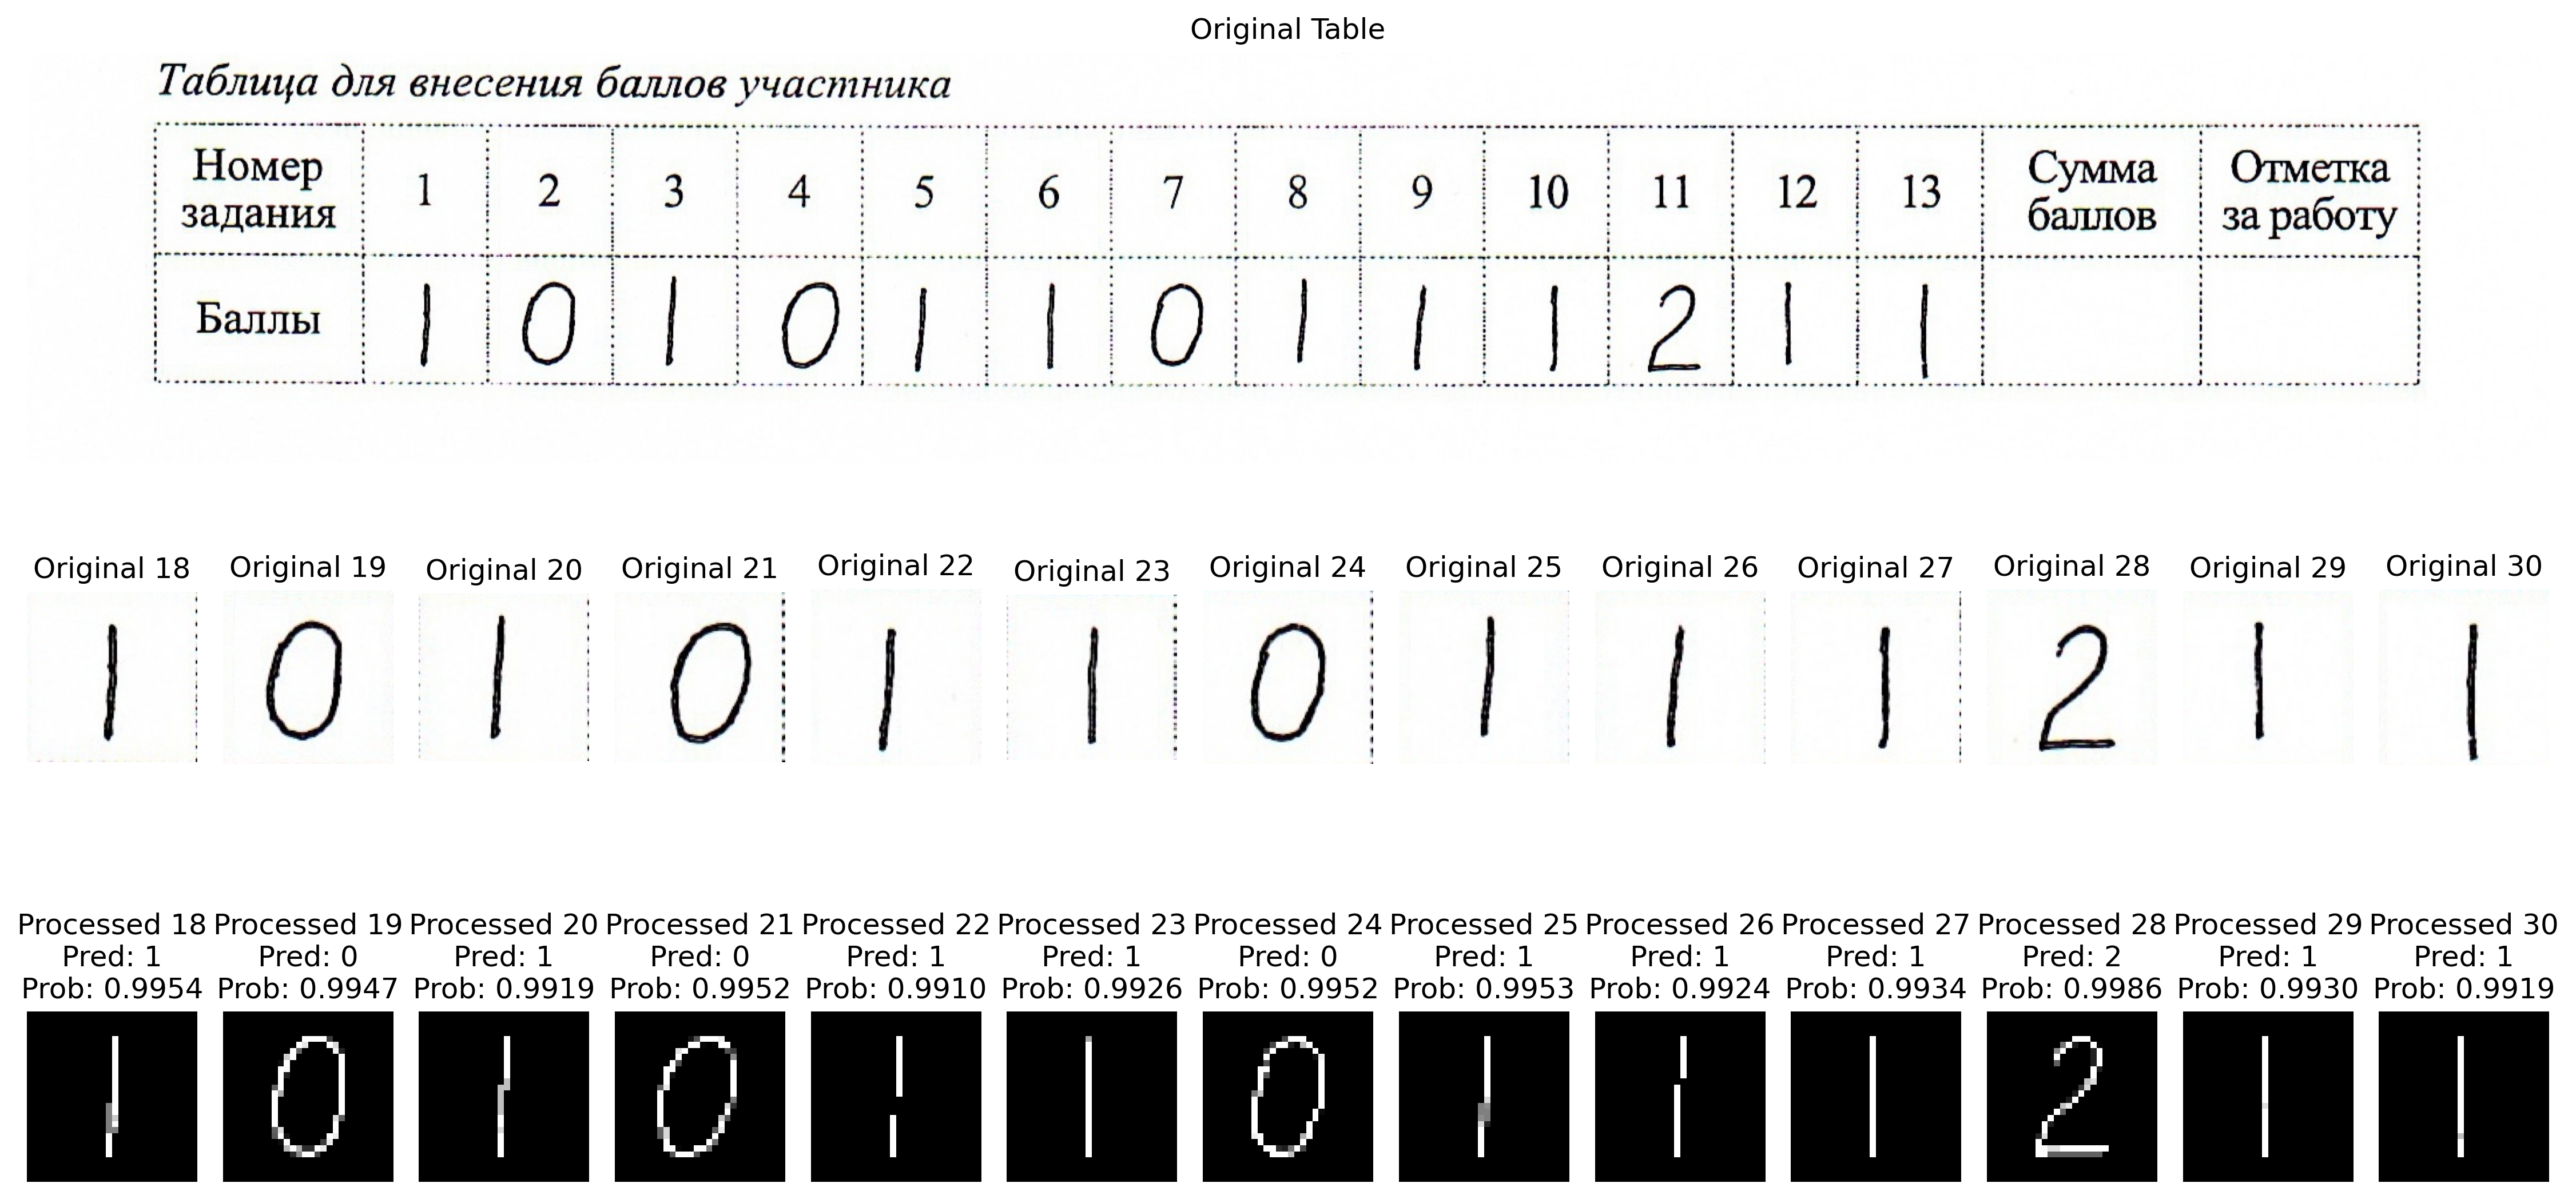 Original Table
Таблица для внесения баллов участника
Номер задания 1 2 3 4 5 6 7 8 9 10 11 12 13 Сумма баллов Отметка за работу
Баллы 1 0 1 0 1 1 0 1 1 1 2 1 1
Original 18 Original 19 Original 20 Original 21 Original 22 Original 23 Original 24 Original 25 Original 26 Original 27 Original 28 Original 29 Original 30
1 0 1 0 1 1 0 1 1 1 2 1 1
Processed 18 Processed 19 Processed 20 Processed 21 Processed 22 Processed 23 Processed 24 Processed 25 Processed 26 Processed 27 Processed 28 Processed 29 Processed 30
Pred: 1 Pred: 0 Pred: 1 Pred: 0 Pred: 1 Pred: 1 Pred: 0 Pred: 1 Pred: 1 Pred: 1 Pred: 2 Pred: 1 Pred: 1
Prob: 0.9954 Prob: 0.9947 Prob: 0.9919 Prob: 0.9952 Prob: 0.9910 Prob: 0.9926 Prob: 0.9952 Prob: 0.9953 Prob: 0.9924 Prob: 0.9934 Prob: 0.9986 Prob: 0.9930 Prob: 0.9919
1 0 1 0 1 1 0 1 1 1 2 1 1